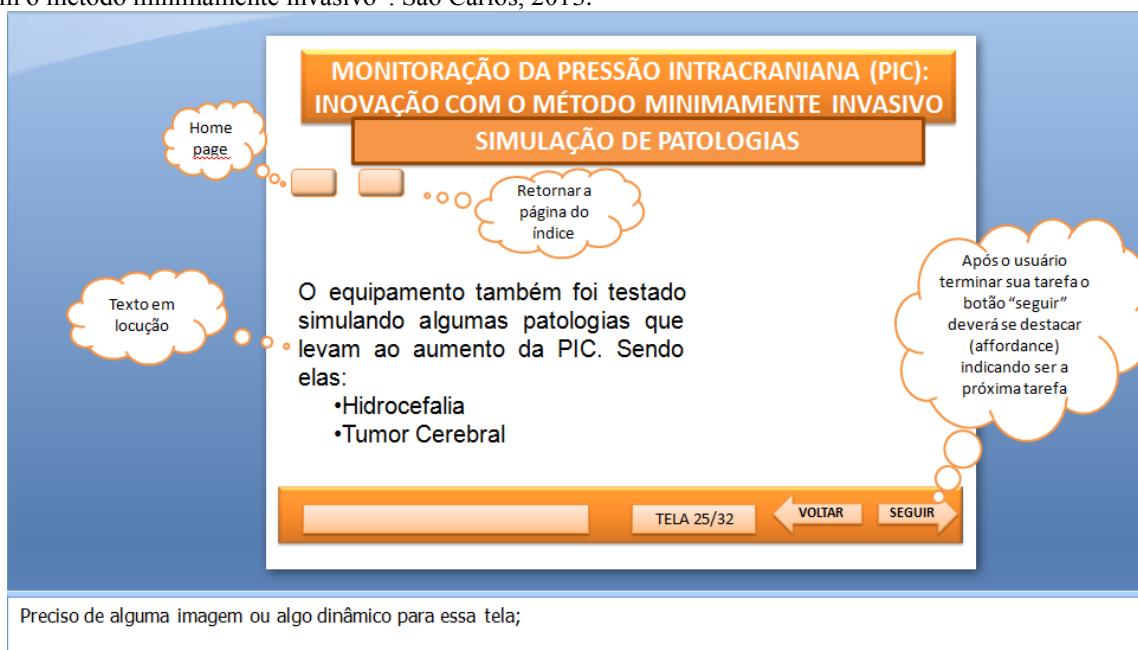 o método minimamente invasivo". São Carlos, 2013.
MONITORAÇÃO DA PRESSÃO INTRACRANIANA (PIC):
INOVAÇÃO COM O MÉTODO MINIMAMENTE INVASIVO
SIMULAÇÃO DE PATOLOGIAS
Home
page
Retornar a
página do
índice
Texto em
locução
O equipamento também foi testado
simulando algumas patologias que
levam ao aumento da PIC. Sendo
elas:
•Hidrocefalia
•Tumor Cerebral
Após o usuário
terminar sua tarefa o
botão "seguir"
deverá se destacar
(affordance)
indicando ser a
próxima tarefa
TELA 25/32
VOLTAR
SEGUIR
Preciso de alguma imagem ou algo dinâmico para essa tela;